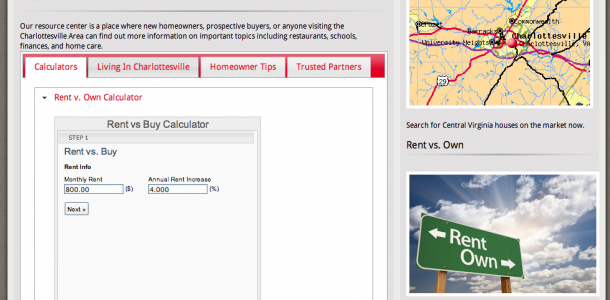 Our resource center is a place where new homeowners, prospective buyers, or anyone visiting the
Charlottesville Area can find out more information on important topics including restaurants, schools,
finances, and home care.
Calculators
Living In Charlottesville
Homeowner Tips
Trusted Partners
Rent v. Own Calculator
Rent vs Buy Calculator
STEP 1
Rent vs. Buy
Rent Info
Monthly Rent
Annual Rent Increase
800.00 ($)
4.000 (%)
Next »
Commonwealth
Barracks
University Heights
Charlottesville
Charlottesville, Va
29
Search for Central Virginia houses on the market now.
Rent vs. Own
← Rent
Own →